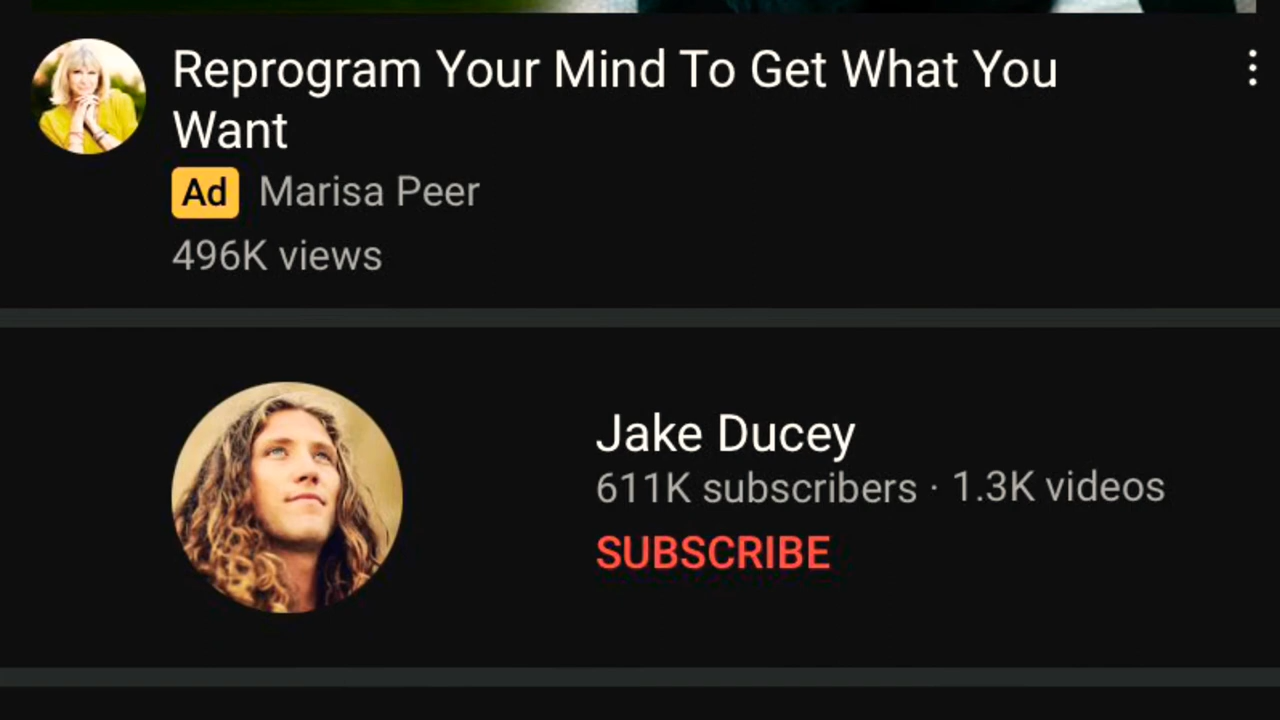 Reprogram Your Mind To Get What You
Want
Ad Marisa Peer
496K views
Jake Ducey
611K subscribers · 1.3K videos
SUBSCRIBE